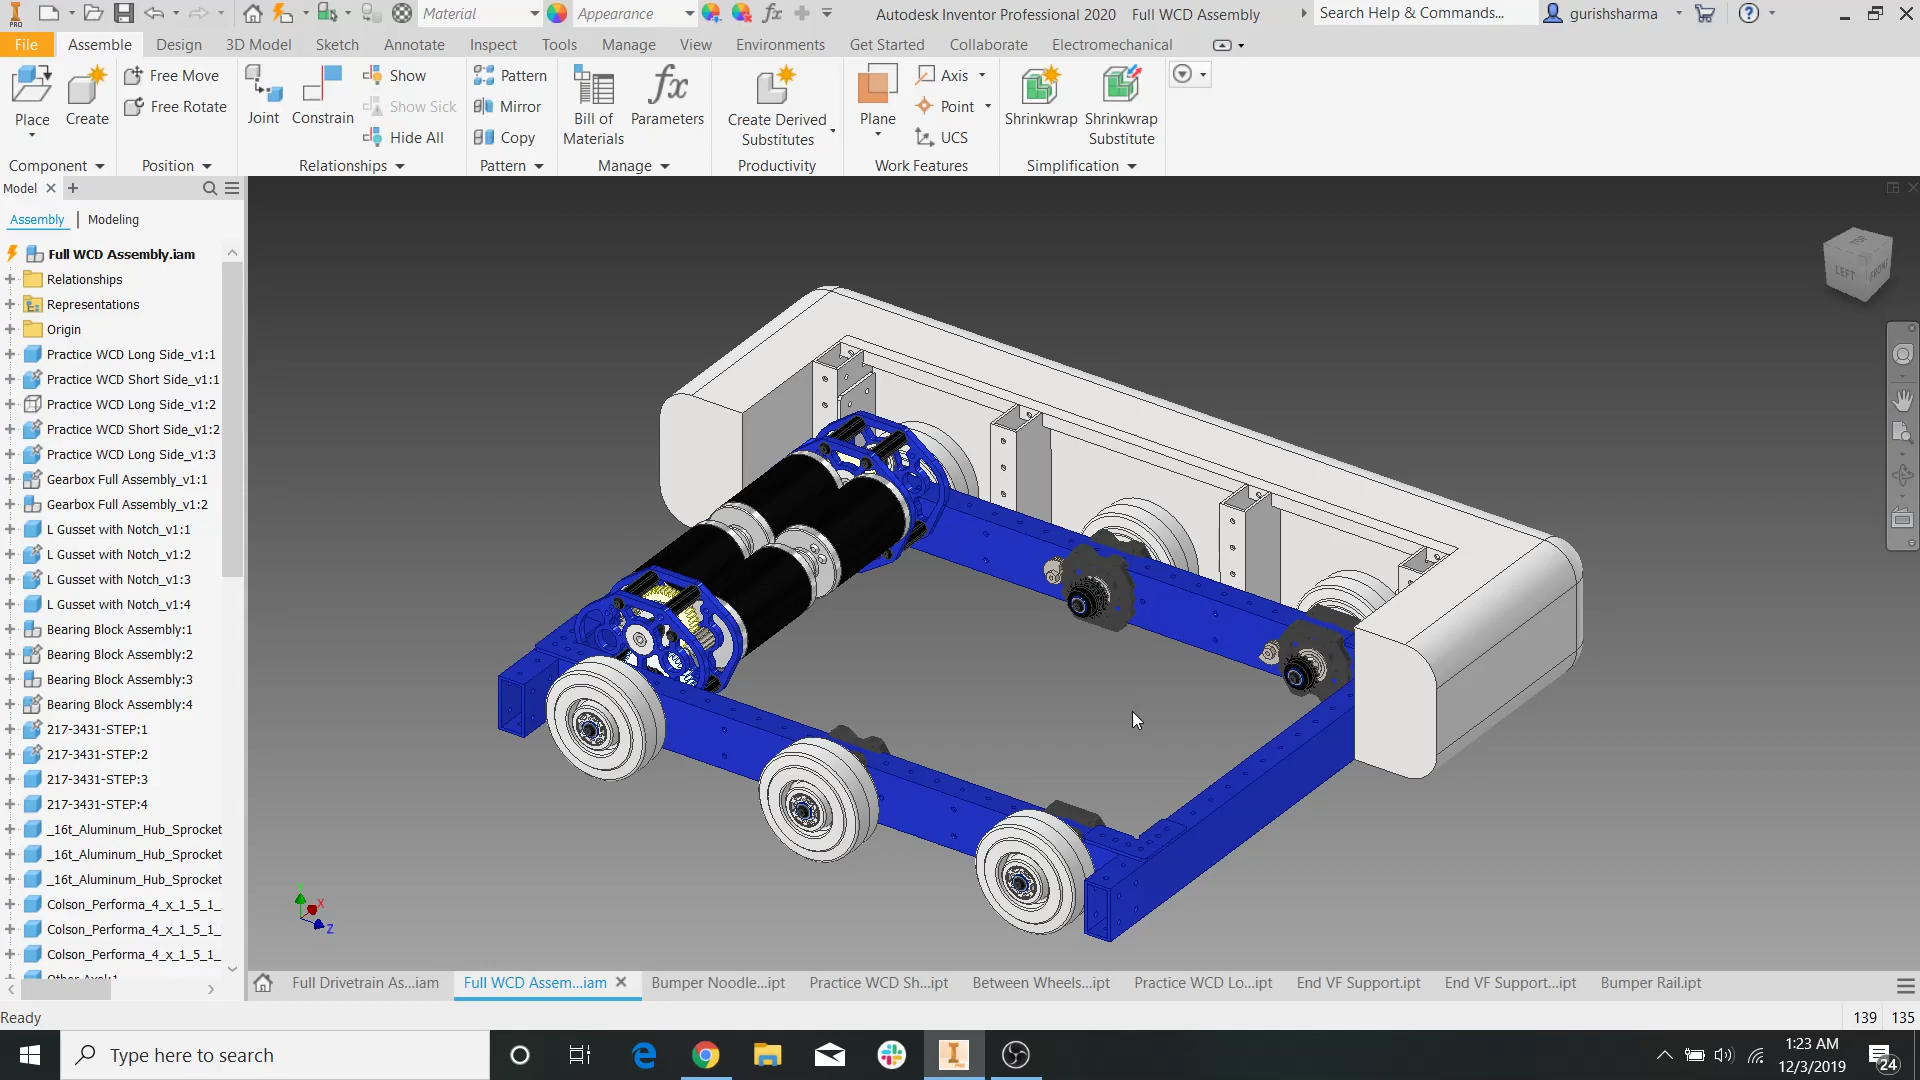 PRO Material Appearance Autodesk Inventor Professional 2020 Full WCD Assembly Search Help & Commands... gurishsharma
File Assemble Design 3D Model Sketch Annotate Inspect Tools Manage View Environments Get Started Collaborate Electromechanical
Place
Create
Free Move
Free Rotate
Joint
Constrain
Show
Show Sick
Hide All
Pattern
Mirror
Copy
Bill of
Materials
Parameters
Create Derived
Substitutes
Plane
Axis
Point
UCS
Shrinkwrap
Shrinkwrap
Substitute
Component Position Relationships Pattern Manage Productivity Work Features Simplification
Model
Assembly | Modeling
Full WCD Assembly.iam
Relationships
Representations
Origin
Practice WCD Long Side_v1:1
Practice WCD Short Side_v1:1
Practice WCD Long Side_v1:2
Practice WCD Short Side_v1:2
Practice WCD Long Side_v1:3
Gearbox Full Assembly_v1:1
Gearbox Full Assembly_v1:2
L Gusset with Notch_v1:1
L Gusset with Notch_v1:2
L Gusset with Notch_v1:3
L Gusset with Notch_v1:4
Bearing Block Assembly:1
Bearing Block Assembly:2
Bearing Block Assembly:3
Bearing Block Assembly:4
217-3431-STEP:1
217-3431-STEP:2
217-3431-STEP:3
217-3431-STEP:4
_16t_Aluminum_Hub_Sprocket
_16t_Aluminum_Hub_Sprocket
_16t_Aluminum_Hub_Sprocket
Colson_Performa_4_x_1_5_1_
Colson_Performa_4_x_1_5_1_
Colson_Performa_4_x_1_5_1_
TOP
LEFT FRONT
X
Z
Full Drivetrain As...iam Full WCD Assem...iam Bumper Noodle...ipt Practice WCD Sh...ipt Between Wheels...ipt Practice WCD Lo...ipt End VF Support.ipt End VF Support...ipt Bumper Rail.ipt
Ready 139 135
Type here to search
1:23 AM
12/3/2019
24